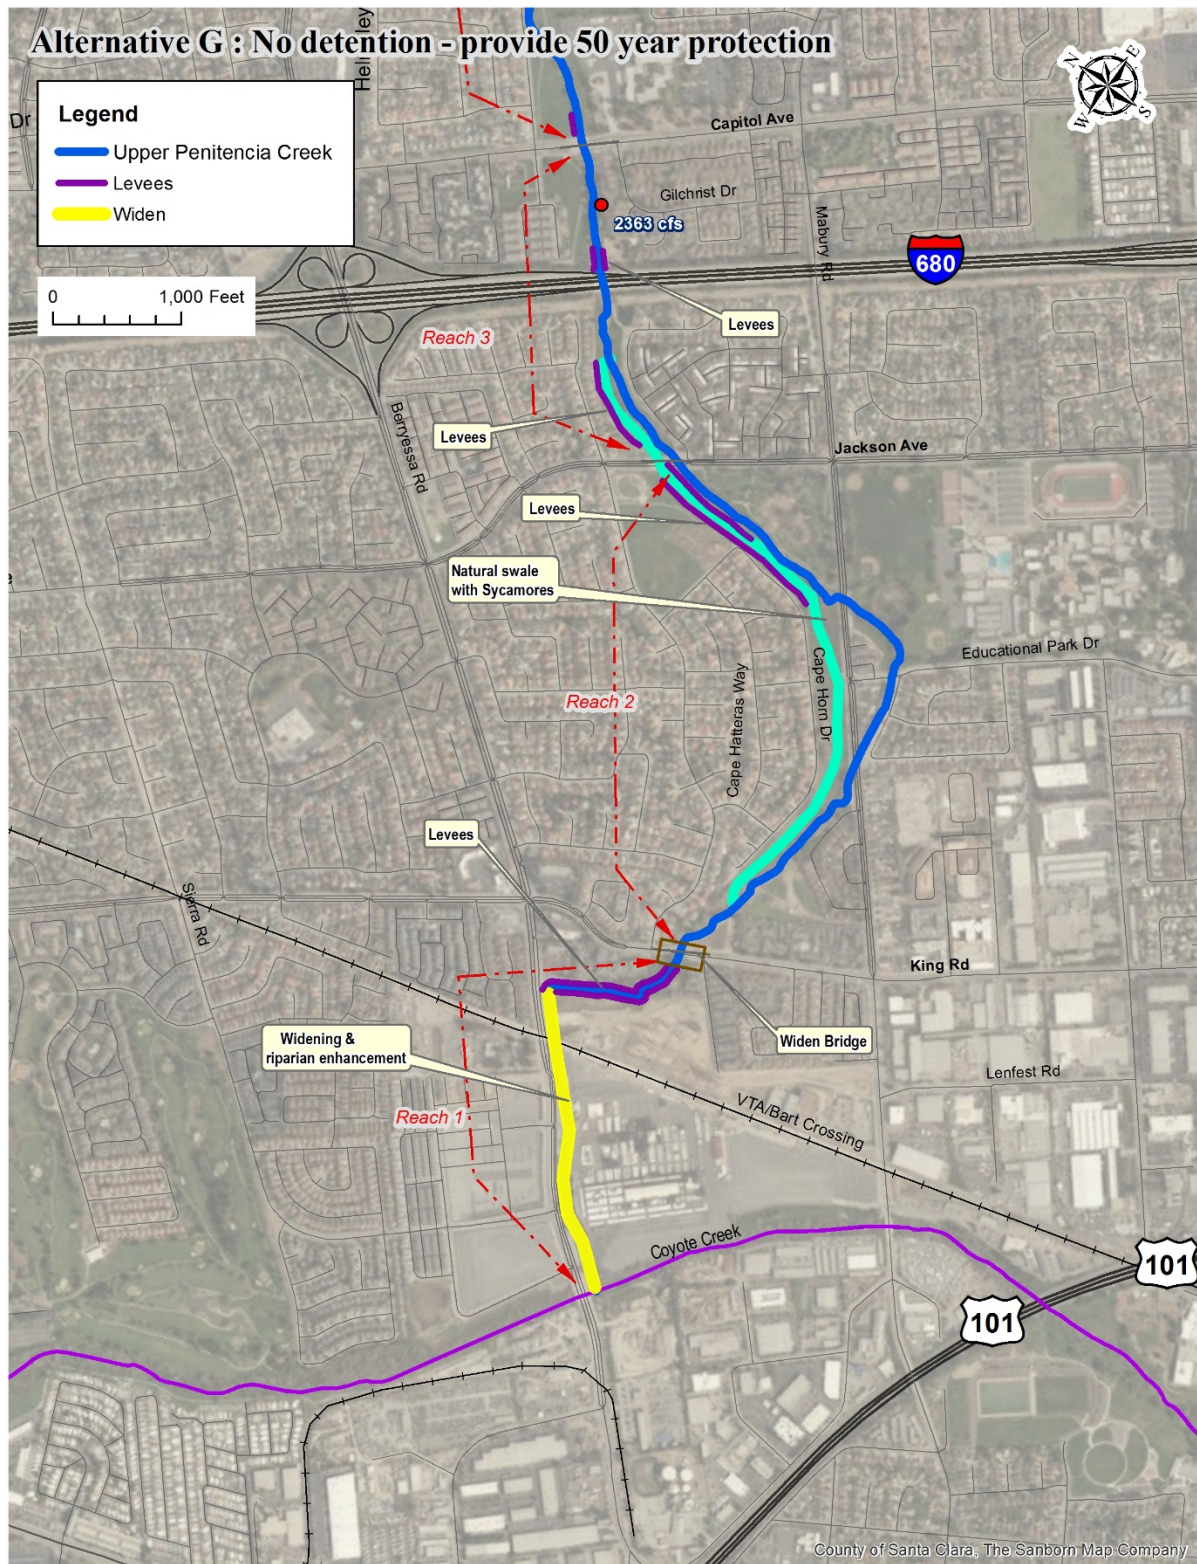 Alternative G : No detention - provide 50 year protection
Legend
Upper Penitencia Creek
Levees
Widen
0 1,000 Feet
Dr
ley
N
E
S
W
Capitol Ave
Gilchrist Dr
2363 cfs
Mabury Rd
680
Levees
Reach 3
Berryessa Rd
Levees
Jackson Ave
Levees
Natural swale
with Sycamores
Educational Park Dr
Cape Horn Dr
Cape Hatteras Way
Reach 2
Levees
Sierra Rd
King Rd
Widening &
riparian enhancement
Widen Bridge
Lenfest Rd
VTA/Bart Crossing
Reach 1
Coyote Creek
101
101
County of Santa Clara, The Sanborn Map Company